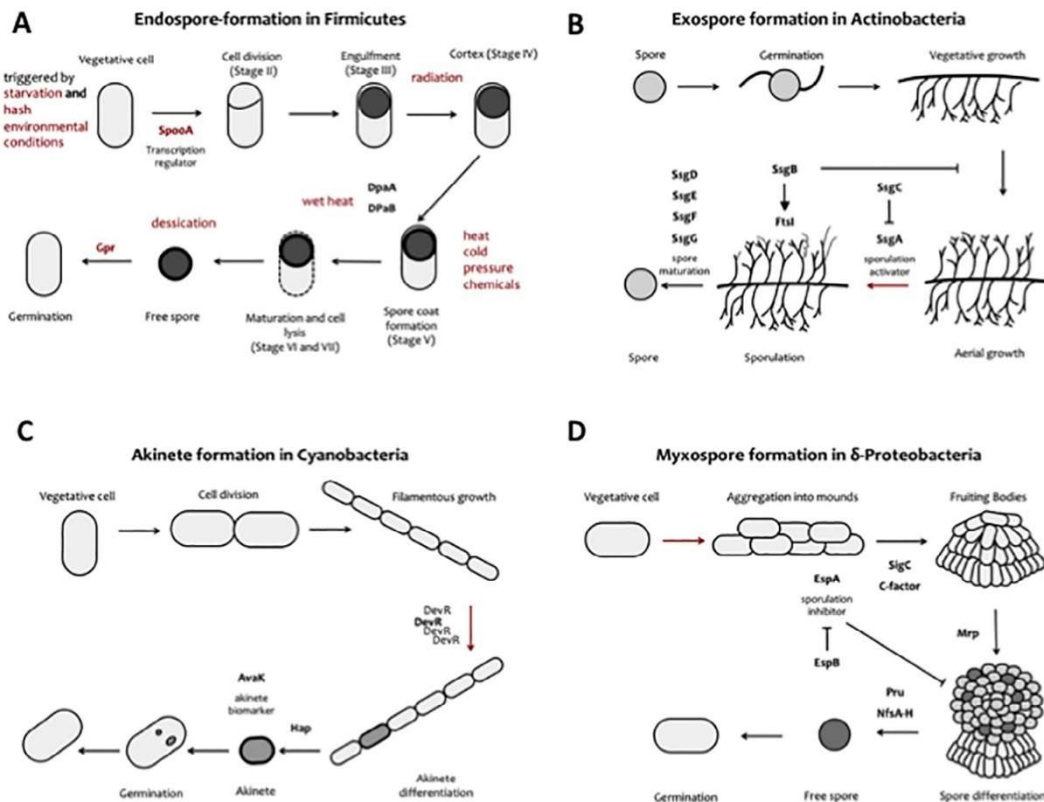 A
Endospore-formation in Firmicutes
Vegetative cell
Cell division
(Stage II)
Engulfment
(Stage III)
Cortex (Stage IV)
triggered by
starvation and
hash
environmental
conditions
SpooA
Transcription
regulator
radiation
DpaA
DPaB
wet heat
heat
cold
pressure
chemicals
dessication
Gpr
Germination
Free spore
Maturation and cell
lysis
(Stage VI and VII)
Spore coat
formation
(Stage V)
B
Exospore formation in Actinobacteria
Spore
Germination
Vegetative growth
SsgD
SsgE
SsgF
SsgG
spore
maturation
SsgB
FtsI
SsgC
SsgA
sporulation
activator
Spore
Sporulation
Aerial growth
C
Akinete formation in Cyanobacteria
Vegetative cell
Cell division
Filamentous growth
DevR
DevR
DevR
DevR
AvaK
akinete
biomarker
Hap
Germination
Akinete
Akinete
differentiation
D
Myxospore formation in δ-Proteobacteria
Vegetative cell
Aggregation into mounds
Fruiting Bodies
SigC
C-factor
EspA
sporulation
inhibitor
EspB
Mrp
Pru
NfsA-H
Germination
Free spore
Spore differentiation